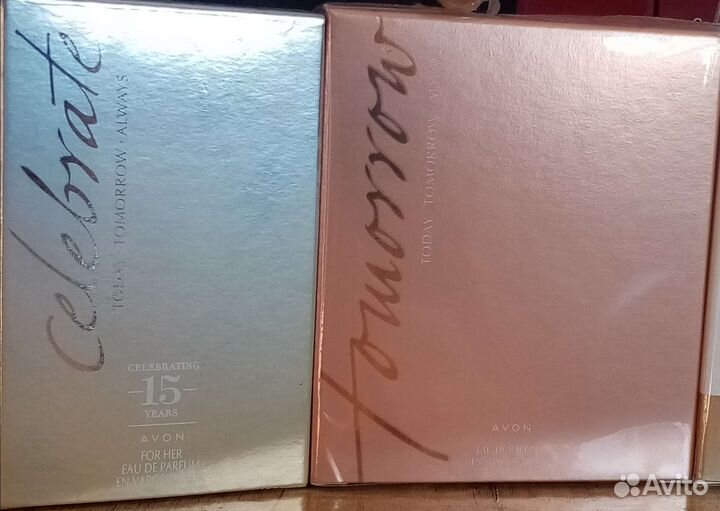 Celebrate
TODAY · TOMORROW · ALWAYS
CELEBRATING
15
YEARS
AVON
FOR HER
EAU DE PARFUM
Tomorrow
TODAY TOMORROW
AVON
Avito